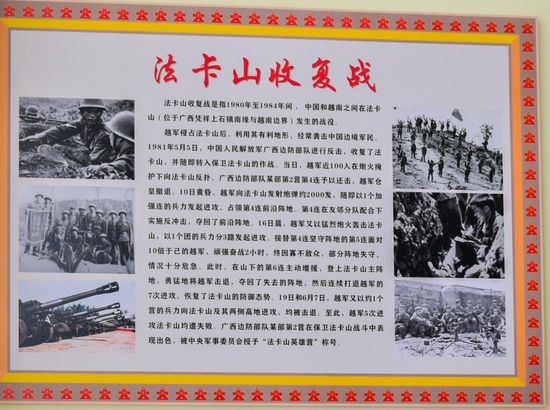 法卡山收复战
法卡山收复战是指1980年至1984年间，中国和越南之间在法卡
山（位于广西凭祥上石镇南缘与越南边界）发生的战役。
越军侵占法卡山后，利用其有利地形，经常袭击中国边境军民。
1981年5月5日，中国人民解放军广西边防部队进行反击，收复了法
卡山，并随即转入保卫法卡山的作战。当日，越军近100人在炮火掩
护下向法卡山反扑，广西边防部队某部第2营第4连予以还击，越军仓
皇撤退。10日黄昏，越军向法卡山发射炮弹约2000发，随即以1个加
强连的兵力发起进攻，占领第4连前沿阵地。第4连在友邻分队配合下
实施反冲击，夺回了前沿阵地。16日晨，越军又以猛烈炮火轰击法卡
山，以1个团的兵力分3路发起进攻，接替第4连坚守阵地的第5连面对
10倍于己的越军，顽强奋战2小时，终因寡不敌众，部分阵地失守，
情况十分危急。此时，在山下的第6连主动增援，登上法卡山主阵
地，勇猛地将越军击退，夺回了失去的阵地，然后连续打退越军的
7次进攻，恢复了法卡山的防御态势。19日和6月7日，越军又以约1个
营的兵力向法卡山及其两侧高地进攻，均被击退。至此，越军5次进
攻法卡山均遭失败。广西边防部队某部第2营在保卫法卡山战斗中表
现出色，被中央军事委员会授予“法卡山英雄营”称号。